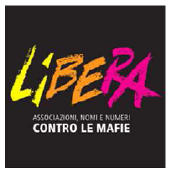 LiBERA
ASSOCIAZIONI, NOMI E NUMERI
CONTRO LE MAFIE